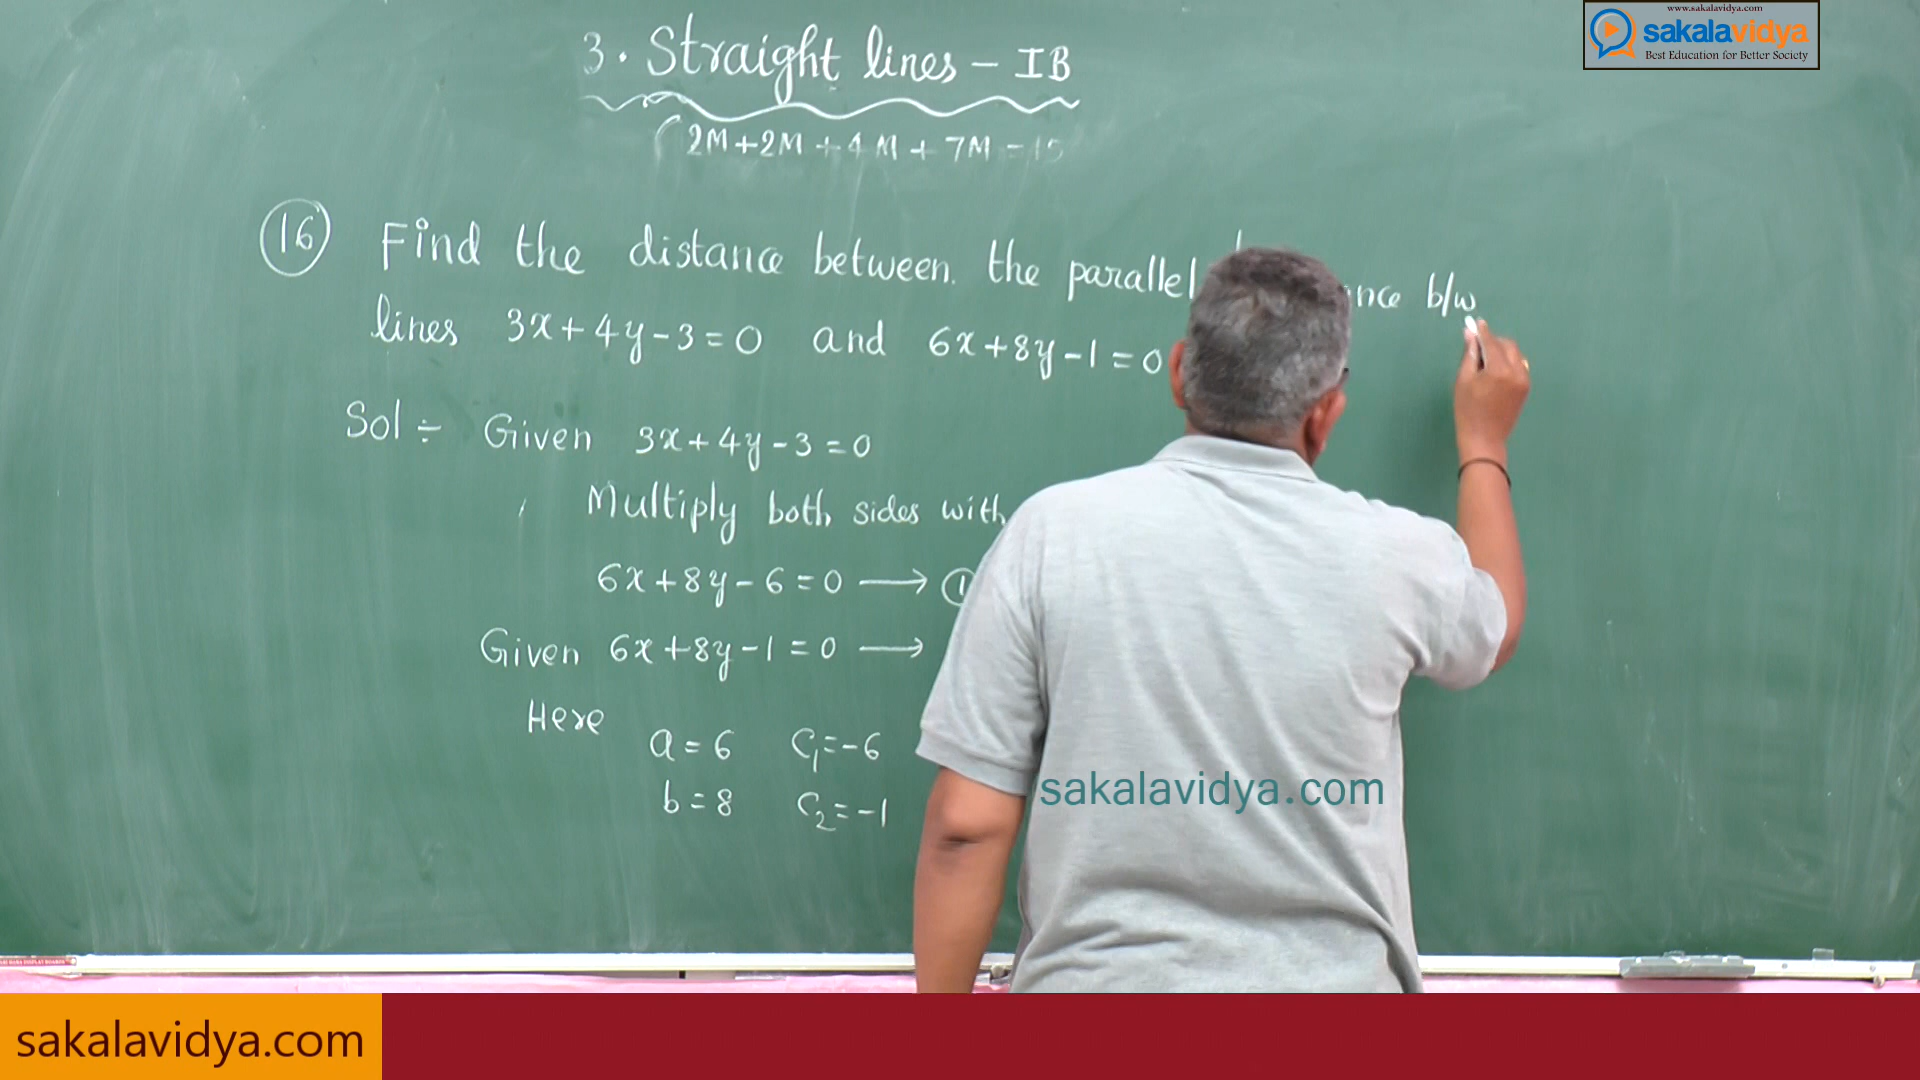 www.sakalavidya.com
sakalavidya
Best Education for Better Society
3. Straight lines - IB
(2M+2M+4M+7M=15
16 Find the distance between. the parallel
lines 3x+4y-3=0 and 6x+8y-1=0
b/w
Sol ÷ Given 3x+4y-3=0
Multiply both sides with
6x+8y-6=0 ⟶ 1
Given 6x+8y-1=0 ⟶
Here
a=6 C₁=-6
b=8 C₂=-1
sakalavidya.com
sakalavidya.com